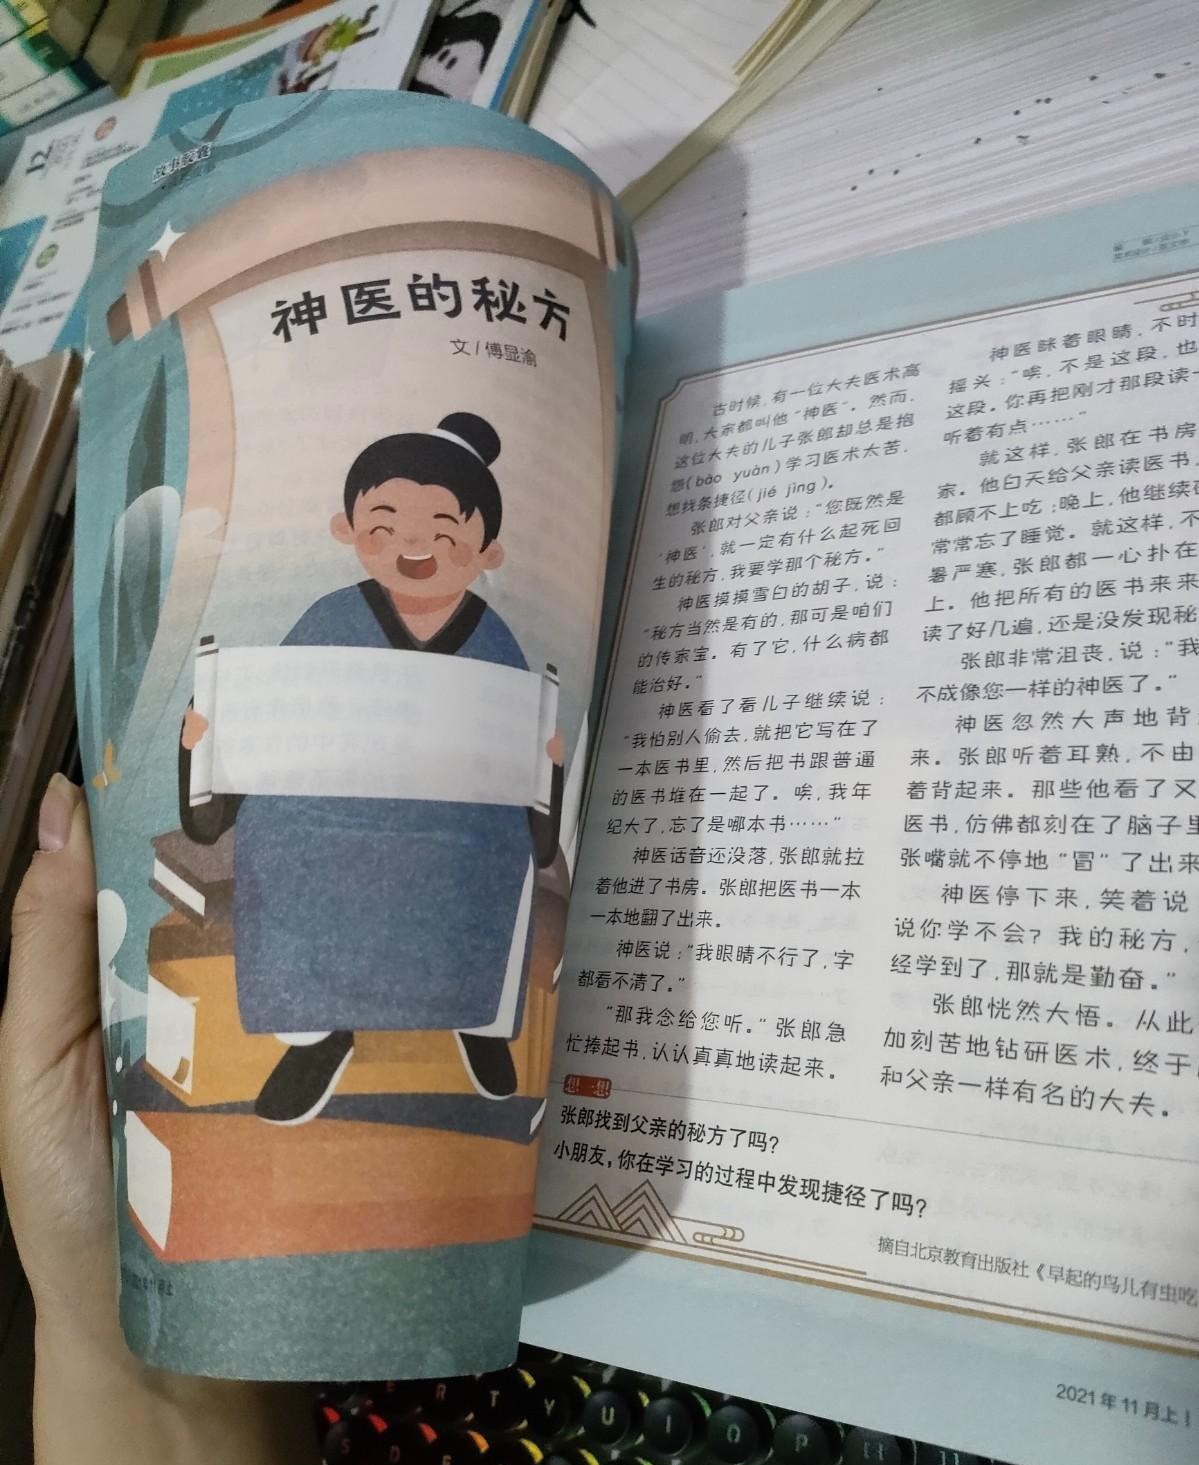 故事
神医的秘方
文/傅显渝
古时候，有一位大夫医术高
明，大家都叫他“神医”。然而，
这位大夫的儿子张郎却总是抱
怨(bào yuàn)学习医术太苦，
想找条捷径(jié jìng)。
张郎对父亲说：“您既然是
‘神医’，就一定有什么起死回
生的秘方，我要学那个秘方。”
神医摸摸雪白的胡子，说：
“秘方当然是有的，那可是咱们
的传家宝。有了它，什么病都
能治好。”
神医看了看儿子继续说：
“我怕别人偷去，就把它写在了
一本医书里，然后把书跟普通
的医书堆在一起了。唉，我年
纪大了，忘了是哪本书……”
神医话音还没落，张郎就拉
着他进了书房。张郎把医书一本
一本地翻了出来。
神医说：“我眼睛不行了，字
都看不清了。”
“那我念给您听。”张郎急
忙捧起书，认认真真地读起来。
神医眯着眼睛，不时
摇头：“唉，不是这段，也
这段。你再把刚才那段读一
听着有点……”
就这样，张郎在书房
家。他白天给父亲读医书，
都顾不上吃；晚上，他继续
常常忘了睡觉。就这样，不
暑严寒，张郎都一心扑在
上。他把所有的医书来来
读了好几遍，还是没发现秘
张郎非常沮丧，说：“我
不成像您一样的神医了。”
神医忽然大声地背
来。张郎听着耳熟，不由
着背起来。那些他看了又
医书，仿佛都刻在了脑子里
张嘴就不停地“冒”了出来
神医停下来，笑着说
说你学不会？我的秘方，
经学到了，那就是勤奋。”
张郎恍然大悟。从此
加刻苦地钻研医术，终于
和父亲一样有名的大夫。
想一想
张郎找到父亲的秘方了吗？
小朋友，你在学习的过程中发现捷径了吗？
摘自北京教育出版社《早起的鸟儿有虫吃
2021年11月上
12
R T Y U I O P [{ ]}
S D